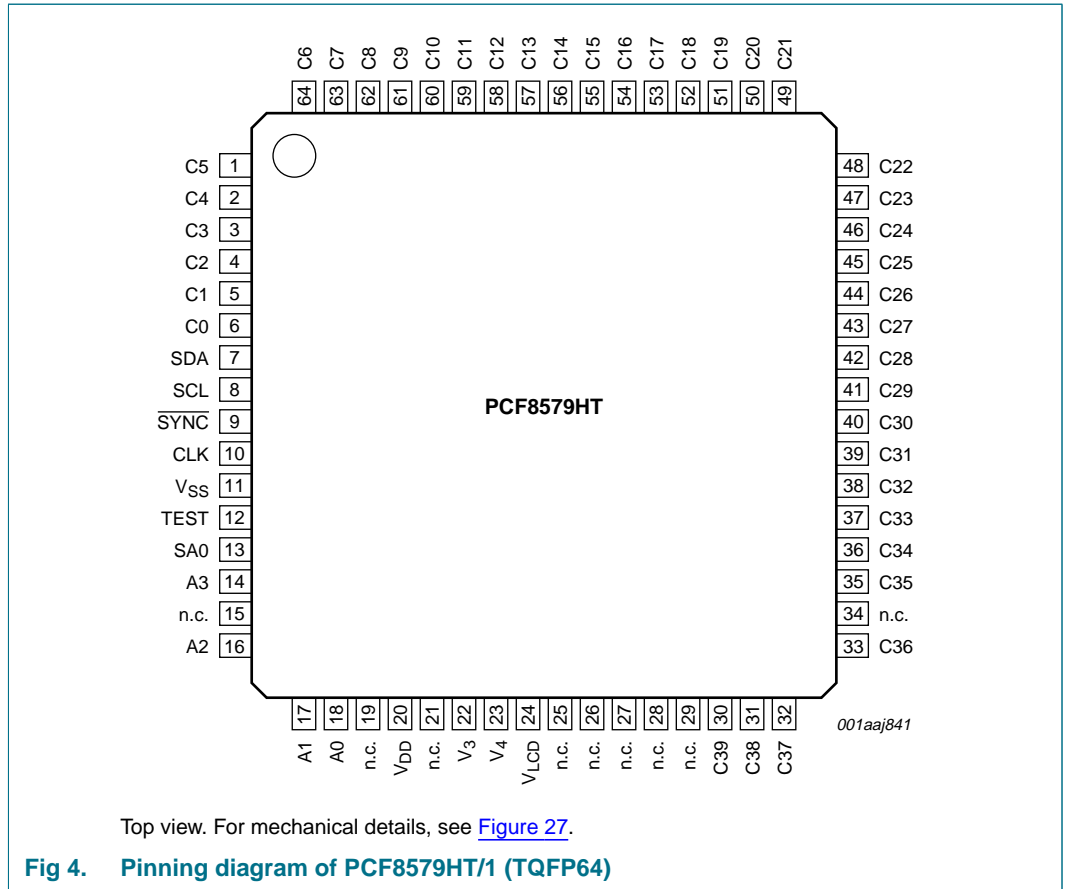 C6 C7 C8 C9 C10 C11 C12 C13 C14 C15 C16 C17 C18 C19 C20 C21
64 63 62 61 60 59 58 57 56 55 54 53 52 51 50 49
C5 1 48 C22
C4 2 47 C23
C3 3 46 C24
C2 4 45 C25
C1 5 44 C26
C0 6 43 C27
SDA 7 42 C28
SCL 8 41 C29
PCF8579HT
SYNC 9 40 C30
CLK 10 39 C31
VSS 11 38 C32
TEST 12 37 C33
SA0 13 36 C34
A3 14 35 C35
n.c. 15 34 n.c.
A2 16 33 C36
17 18 19 20 21 22 23 24 25 26 27 28 29 30 31 32
A1 A0 n.c. VDD n.c. V3 V4 VLCD n.c. n.c. n.c. n.c. n.c. C39 C38 C37
001aaj841
Top view. For mechanical details, see Figure 27.
Fig 4. Pinning diagram of PCF8579HT/1 (TQFP64)